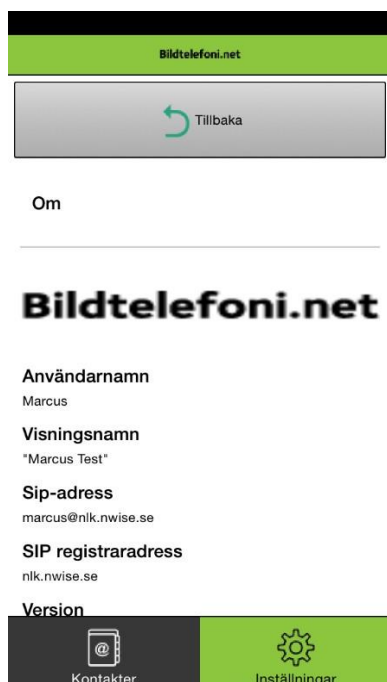 Bildtelefoni.net
Tillbaka
Om
Bildtelefoni.net
Användarnamn
Marcus
Visningsnamn
"Marcus Test"
Sip-adress
marcus@nlk.nwise.se
SIP registraradress
nlk.nwise.se
Version
Kontakter Inställningar